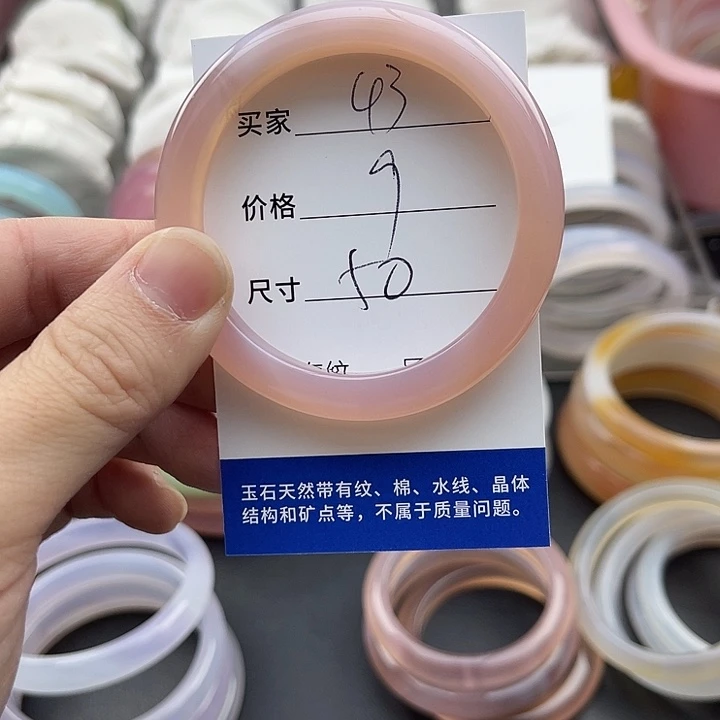 买家 43
价格 9
尺寸 50
玉石天然带有纹、棉、水线、晶体
结构和矿点等，不属于质量问题。